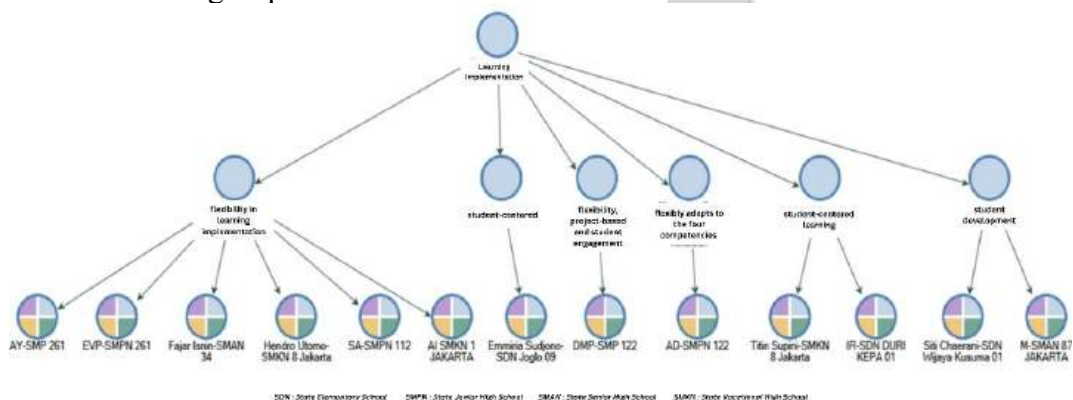 Learning
implementation
flexibility in
learning
implementation
student-centered
flexibility,
project-based
and student
engagement
flexibly adapts to
the four
competencies
student-centered
learning
student
development
AY-SMP 261
EVP-SMPN 261
Fajar Isnin-SMAN
34
Hendro Utomo-
SMKN 8 Jakarta
SA-SMPN 112
AI SMKN 1
JAKARTA
Emmiria Sudjono-
SDN Joglo 09
DMP-SMP 122
AD-SMPN 122
Titin Supni-SMKN
8 Jakarta
IR-SDN DURI
KEPA 01
Siti Chaerani-SDN
Wijaya Kusuma 01
M-SMAN 87
JAKARTA
SDN : State Elementary School SMPN : State Junior High School SMAN : State Senior High School SMKN : State Vocational High School